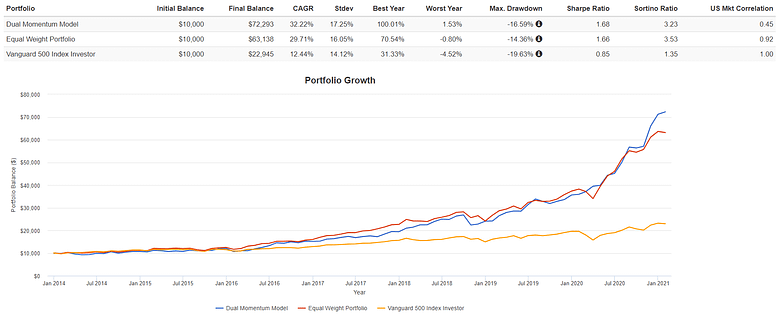 Portfolio Initial Balance Final Balance CAGR Stdev Best Year Worst Year Max. Drawdown Sharpe Ratio Sortino Ratio US Mkt Correlation
Dual Momentum Model $10,000 $72,293 32.22% 17.25% 100.01% 1.53% -16.59% 1.68 3.23 0.45
Equal Weight Portfolio $10,000 $63,138 29.71% 16.05% 70.54% -0.80% -14.36% 1.66 3.53 0.92
Vanguard 500 Index Investor $10,000 $22,945 12.44% 14.12% 31.33% -4.52% -19.63% 0.85 1.35 1.00
Portfolio Growth
$80,000
$70,000
$60,000
$50,000
$40,000
$30,000
$20,000
$10,000
$0
Portfolio Balance ($)
Jan 2014 Jul 2014 Jan 2015 Jul 2015 Jan 2016 Jul 2016 Jan 2017 Jul 2017 Jan 2018 Jul 2018 Jan 2019 Jul 2019 Jan 2020 Jul 2020 Jan 2021
Year
Dual Momentum Model Equal Weight Portfolio Vanguard 500 Index Investor